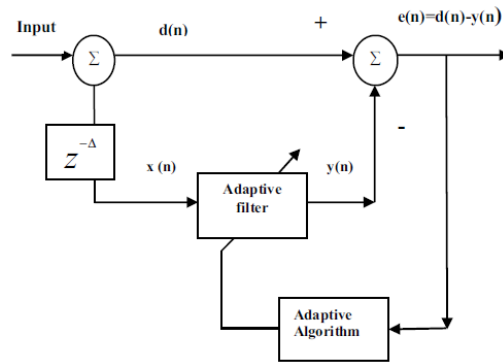 Input
d(n)
+
e(n)=d(n)-y(n)
Σ
Σ
z^{-Δ}
-
x (n)
Adaptive
filter
y(n)
Adaptive
Algorithm